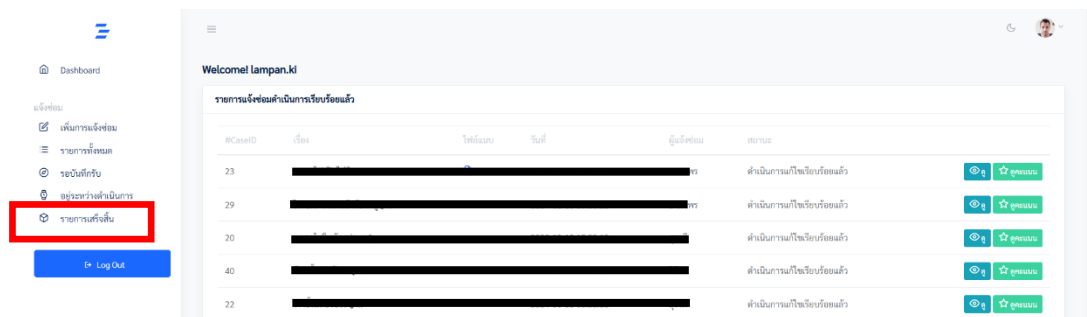 Dashboard
Welcome! lampan.ki
รายการแจ้งซ่อมดำเนินการเรียบร้อยแล้ว
แจ้งซ่อม
เพิ่มการแจ้งซ่อม
รายการทั้งหมด
รอบันทึกรับ
อยู่ระหว่างดำเนินการ
รายการเสร็จสิ้น
Log Out
#CaseID เรื่อง ไฟล์แนบ วันที่ ผู้แจ้งซ่อม สถานะ
23 ดำเนินการแก้ไขเรียบร้อยแล้ว ดู ดูคะแนน
29 ดำเนินการแก้ไขเรียบร้อยแล้ว ดู ดูคะแนน
20 ดำเนินการแก้ไขเรียบร้อยแล้ว ดู ดูคะแนน
40 ดำเนินการแก้ไขเรียบร้อยแล้ว ดู ดูคะแนน
22 ดำเนินการแก้ไขเรียบร้อยแล้ว ดู ดูคะแนน